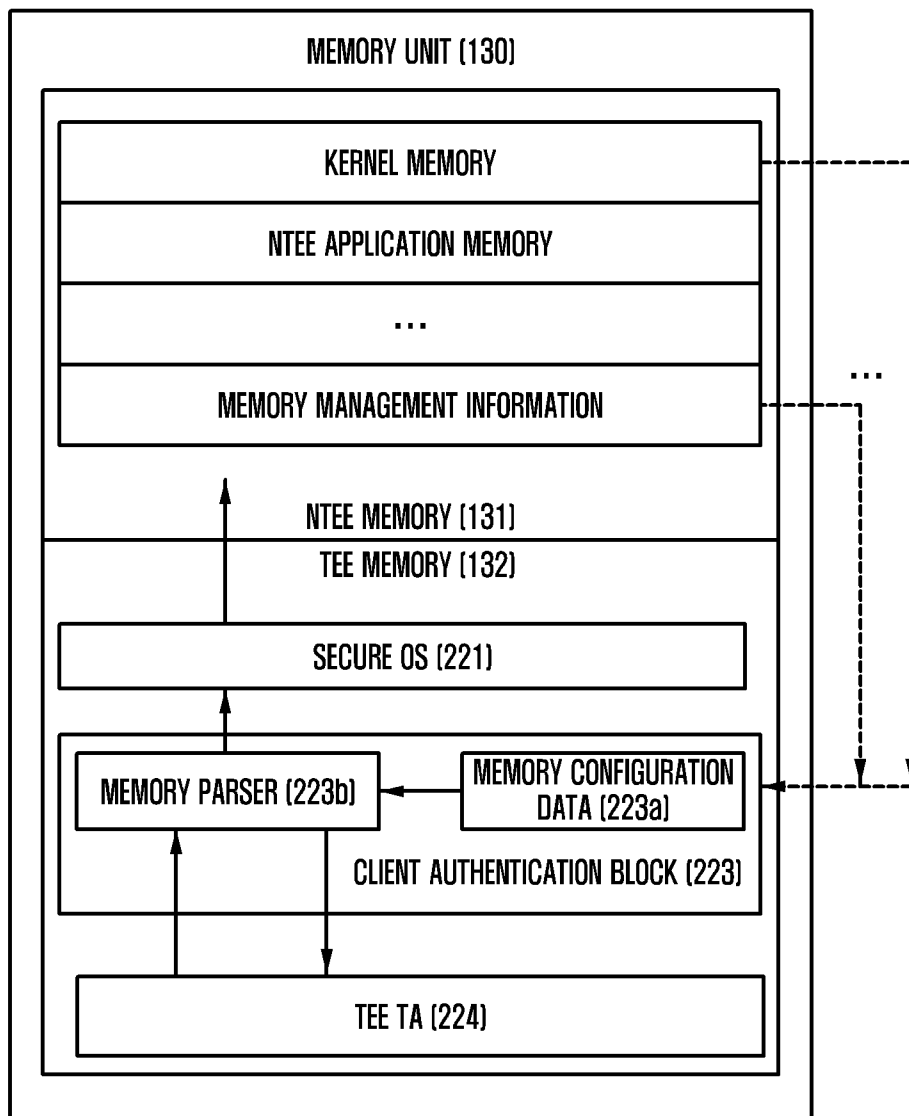 MEMORY UNIT (130)
KERNEL MEMORY
NTEE APPLICATION MEMORY
...
...
MEMORY MANAGEMENT INFORMATION
NTEE MEMORY (131)
TEE MEMORY (132)
SECURE OS (221)
MEMORY PARSER (223b)
MEMORY CONFIGURATION
DATA (223a)
CLIENT AUTHENTICATION BLOCK (223)
TEE TA (224)